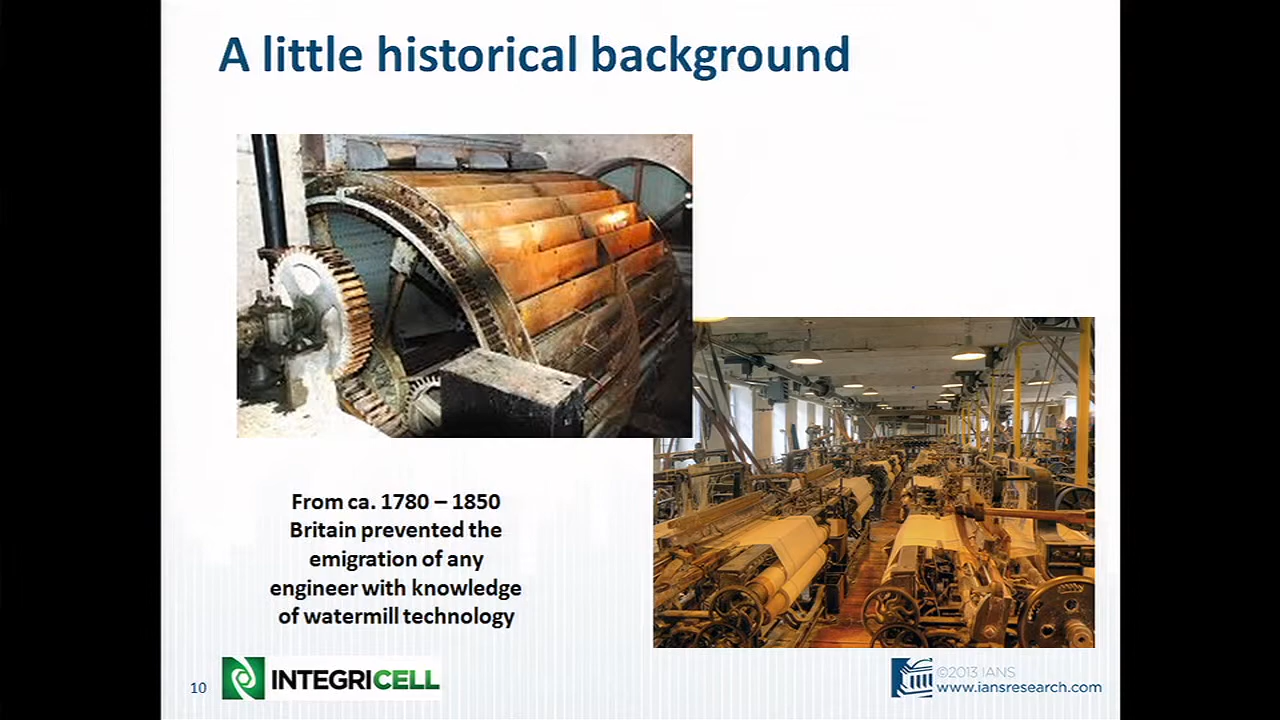 A little historical background
From ca. 1780 – 1850
Britain prevented the
emigration of any
engineer with knowledge
of watermill technology
10
INTEGRICELL
©2013 IANS
www.iansresearch.com